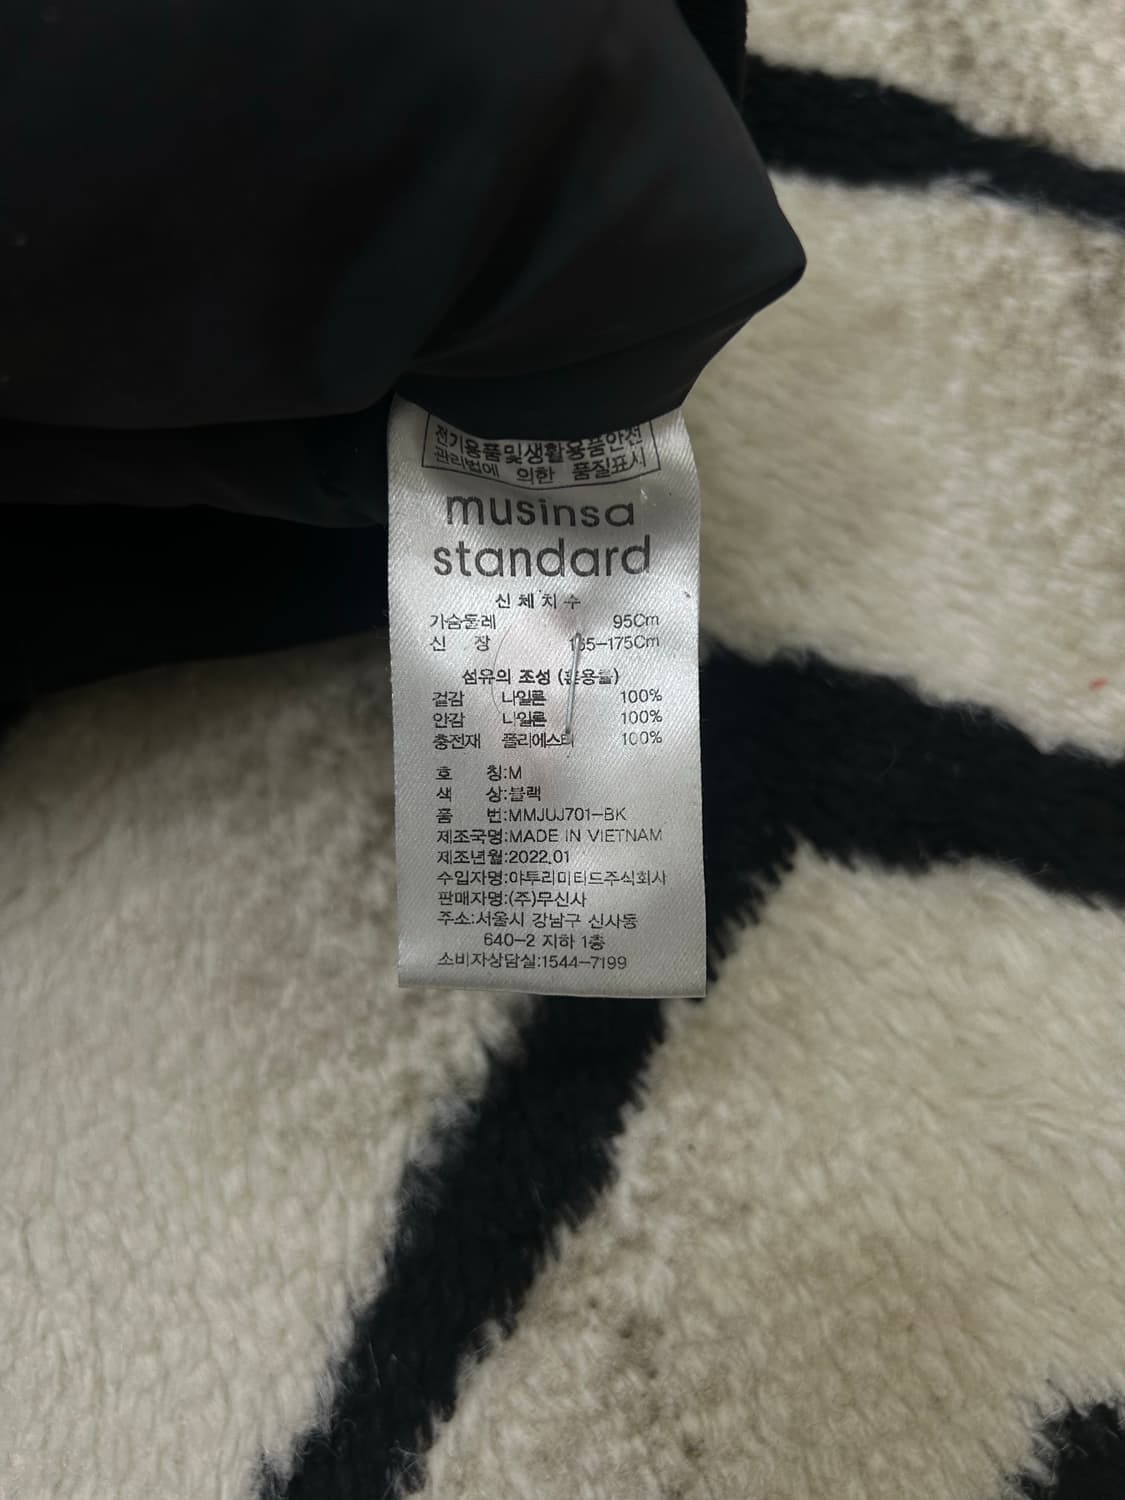 전기용품및생활용품안전
관리법에 의한 품질표시
musinsa
standard
신체치수
가슴둘레 95Cm
신 장 165-175Cm
섬유의 조성 (혼용률)
겉감 나일론 100%
안감 나일론 100%
충전재 폴리에스터 100%
호 칭:M
색 상:블랙
품 번:MMJUJ701-BK
제조국명:MADE IN VIETNAM
제조년월:2022.01
수입자명:야투리미티드주식회사
판매자명:(주)무신사
주소:서울시 강남구 신사동
640-2 지하 1층
소비자상담실:1544-7199